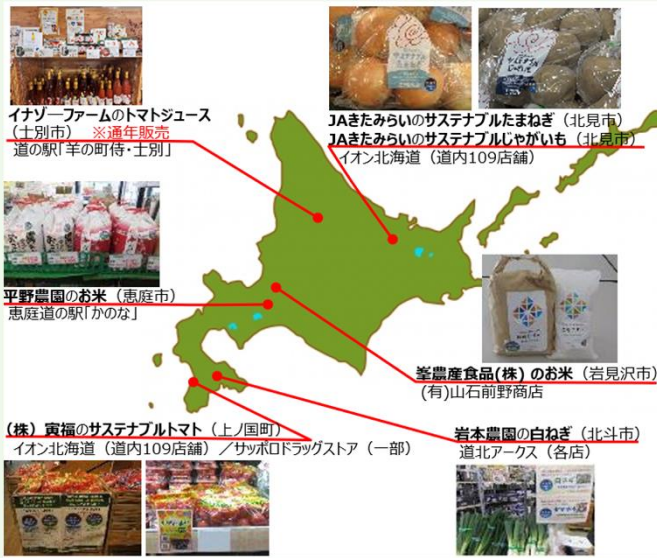 イナゾーファームのトマトジュース
（士別市） ※通年販売
道の駅「羊の町侍・士別」
JAきたみらいのサステナブルたまねぎ（北見市）
JAきたみらいのサステナブルじゃがいも（北見市）
イオン北海道（道内109店舗）
平野農園のお米（恵庭市）
恵庭道の駅「かのな」
峯農産食品(株) のお米（岩見沢市）
(有)山石前野商店
（株）寅福のサステナブルトマト（上ノ国町）
イオン北海道（道内109店舗）／サッポロドラッグストア（一部）
岩本農園の白ねぎ（北斗市）
道北アークス（各店）